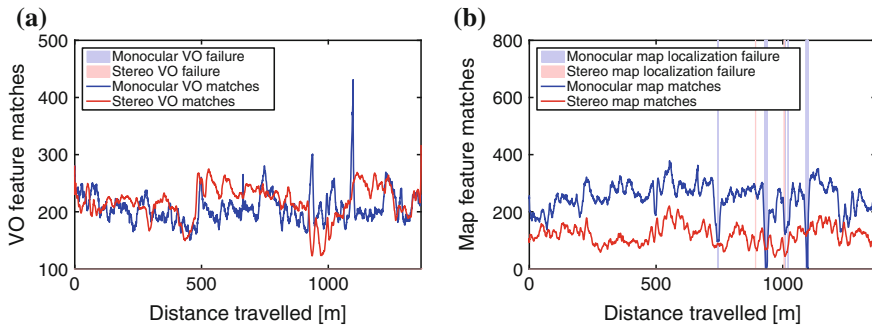 (a)
500
400
300
200
100
0
500
1000
VO feature matches
Distance travelled [m]
Monocular VO failure
Stereo VO failure
Monocular VO matches
Stereo VO matches
(b)
800
600
400
200
0
0
500
1000
Map feature matches
Distance travelled [m]
Monocular map localization failure
Stereo map localization failure
Monocular map matches
Stereo map matches